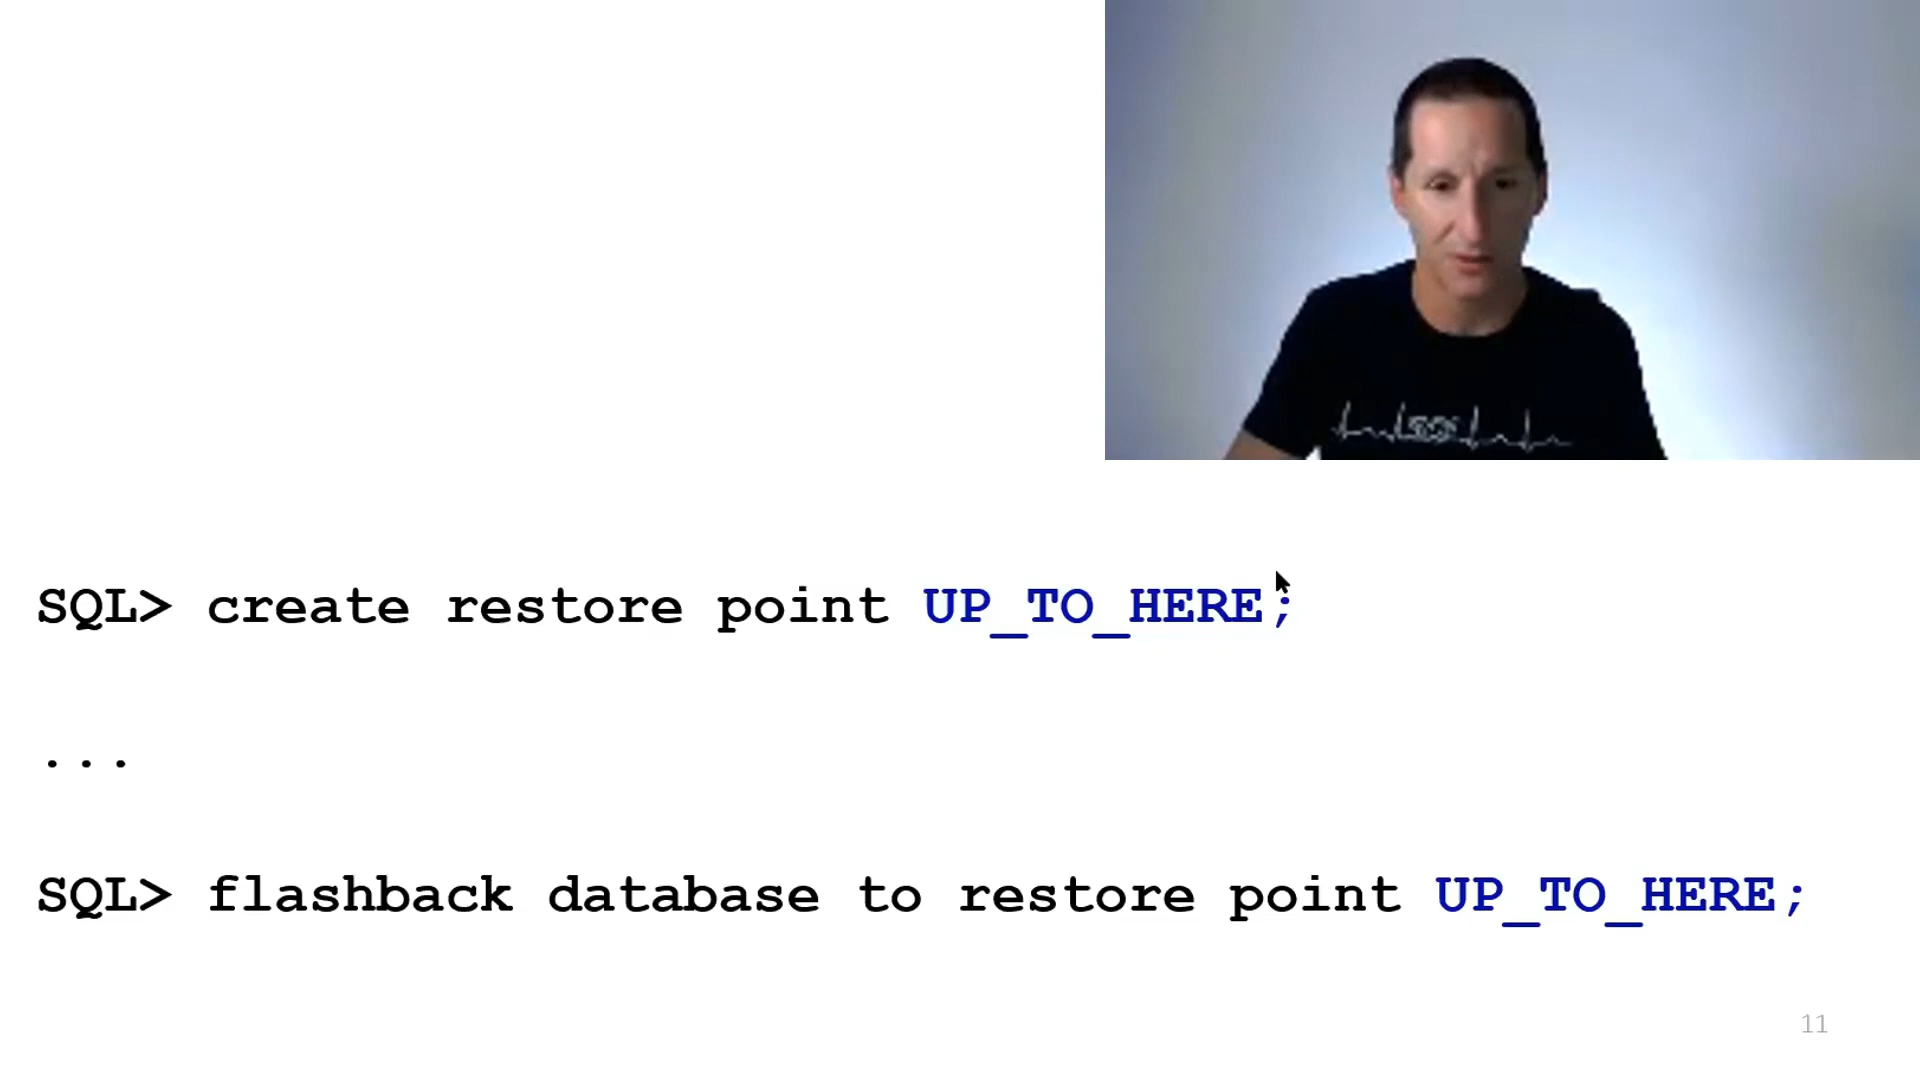 SQL> create restore point UP_TO_HERE;
...
SQL> flashback database to restore point UP_TO_HERE;
11